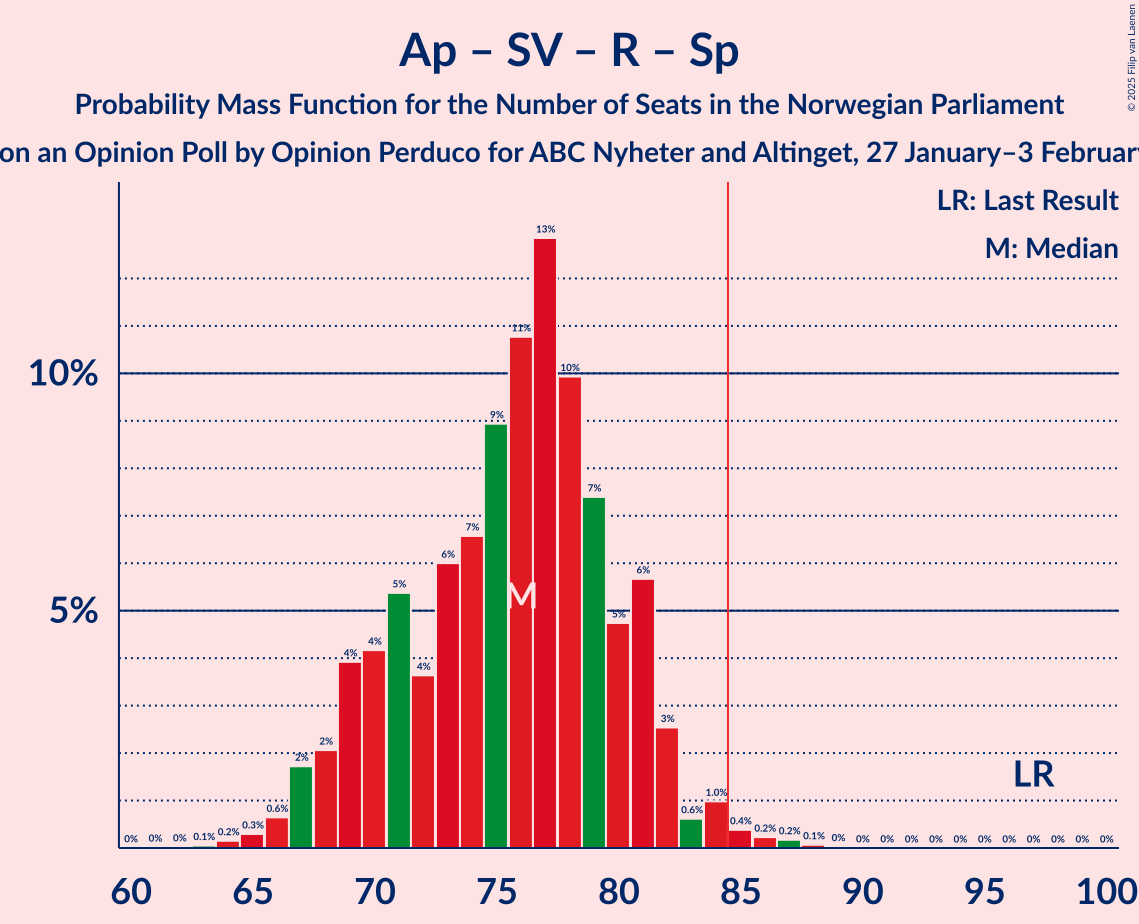 Ap – SV – R – Sp
Probability Mass Function for the Number of Seats in the Norwegian Parliament
on an Opinion Poll by Opinion Perduco for ABC Nyheter and Altinget, 27 January–3 February
© 2025 Filip van Laenen
LR: Last Result
M: Median
13%
11%
10%
10%
9%
7%
7%
6%
6%
5%
5%
5%
M
4%
4%
4%
3%
2%
2%
LR
0% 0% 0% 0.1% 0.2% 0.3% 0.6% 0.6% 1.0% 0.4% 0.2% 0.2% 0.1% 0% 0% 0% 0% 0% 0% 0% 0% 0% 0% 0% 0%
60 65 70 75 80 85 90 95 100